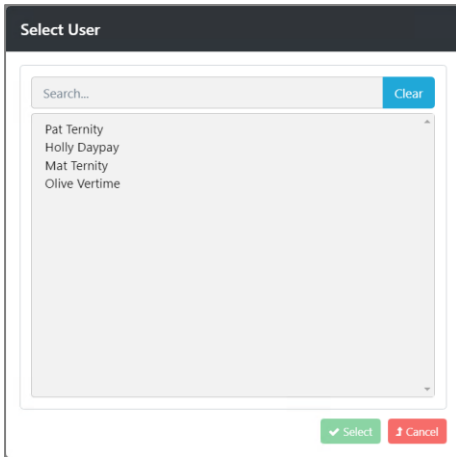 Select User
Search...
Clear
Pat Ternity
Holly Daypay
Mat Ternity
Olive Vertime
Select
Cancel